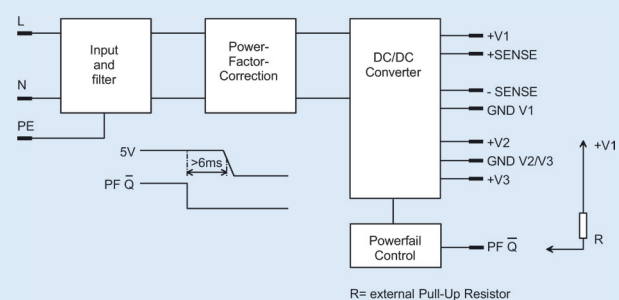 L
N
PE
Input
and
filter
Power-
Factor-
Correction
DC/DC
Converter
+V1
+SENSE
- SENSE
GND V1
+V2
GND V2/V3
+V3
5V
>6ms
PF Q̅
Powerfail
Control
PF Q̅
+V1
R
R= external Pull-Up Resistor